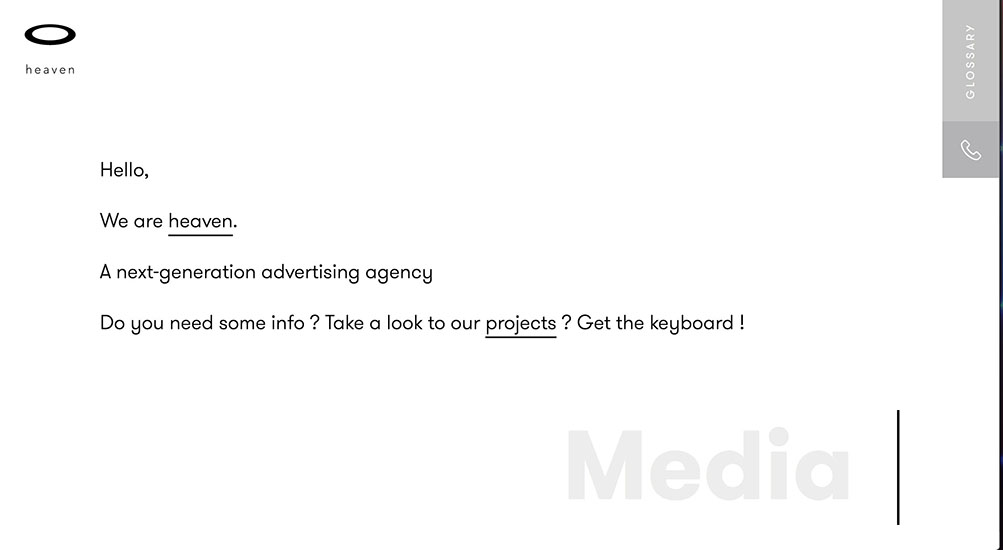 heaven
GLOSSARY
Hello,
We are heaven.
A next-generation advertising agency
Do you need some info ? Take a look to our projects ? Get the keyboard !
Media